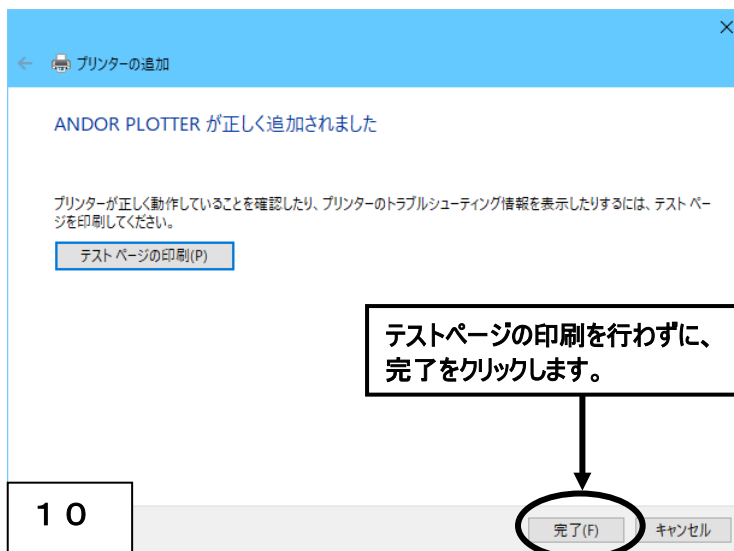 プリンターの追加
ANDOR PLOTTER が正しく追加されました
プリンターが正しく動作していることを確認したり、プリンターのトラブルシューティング情報を表示したりするには、テスト ペー
ジを印刷してください。
テスト ページの印刷(P)
テストページの印刷を行わずに、
完了をクリックします。
１０
完了(F)
キャンセル